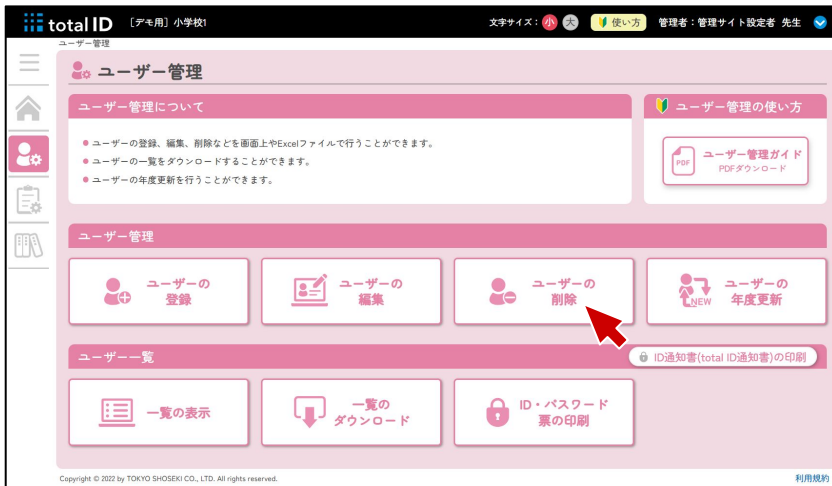 total ID [デモ用] 小学校1 文字サイズ： 小 大 使い方 管理者：管理サイト設定者 先生
ユーザー管理
ユーザー管理
ユーザー管理について
● ユーザーの登録、編集、削除などを画面上やExcelファイルで行うことができます。
● ユーザーの一覧をダウンロードすることができます。
● ユーザーの年度更新を行うことができます。
ユーザー管理の使い方
PDF
ユーザー管理ガイド
PDFダウンロード
ユーザー管理
ユーザーの
登録
ユーザーの
編集
ユーザーの
削除
NEW
ユーザーの
年度更新
ユーザー一覧
ID通知書(total ID通知書)の印刷
一覧の表示
一覧の
ダウンロード
ID・パスワード
票の印刷
Copyright © 2022 by TOKYO SHOSEKI CO., LTD. All rights reserved.
利用規約